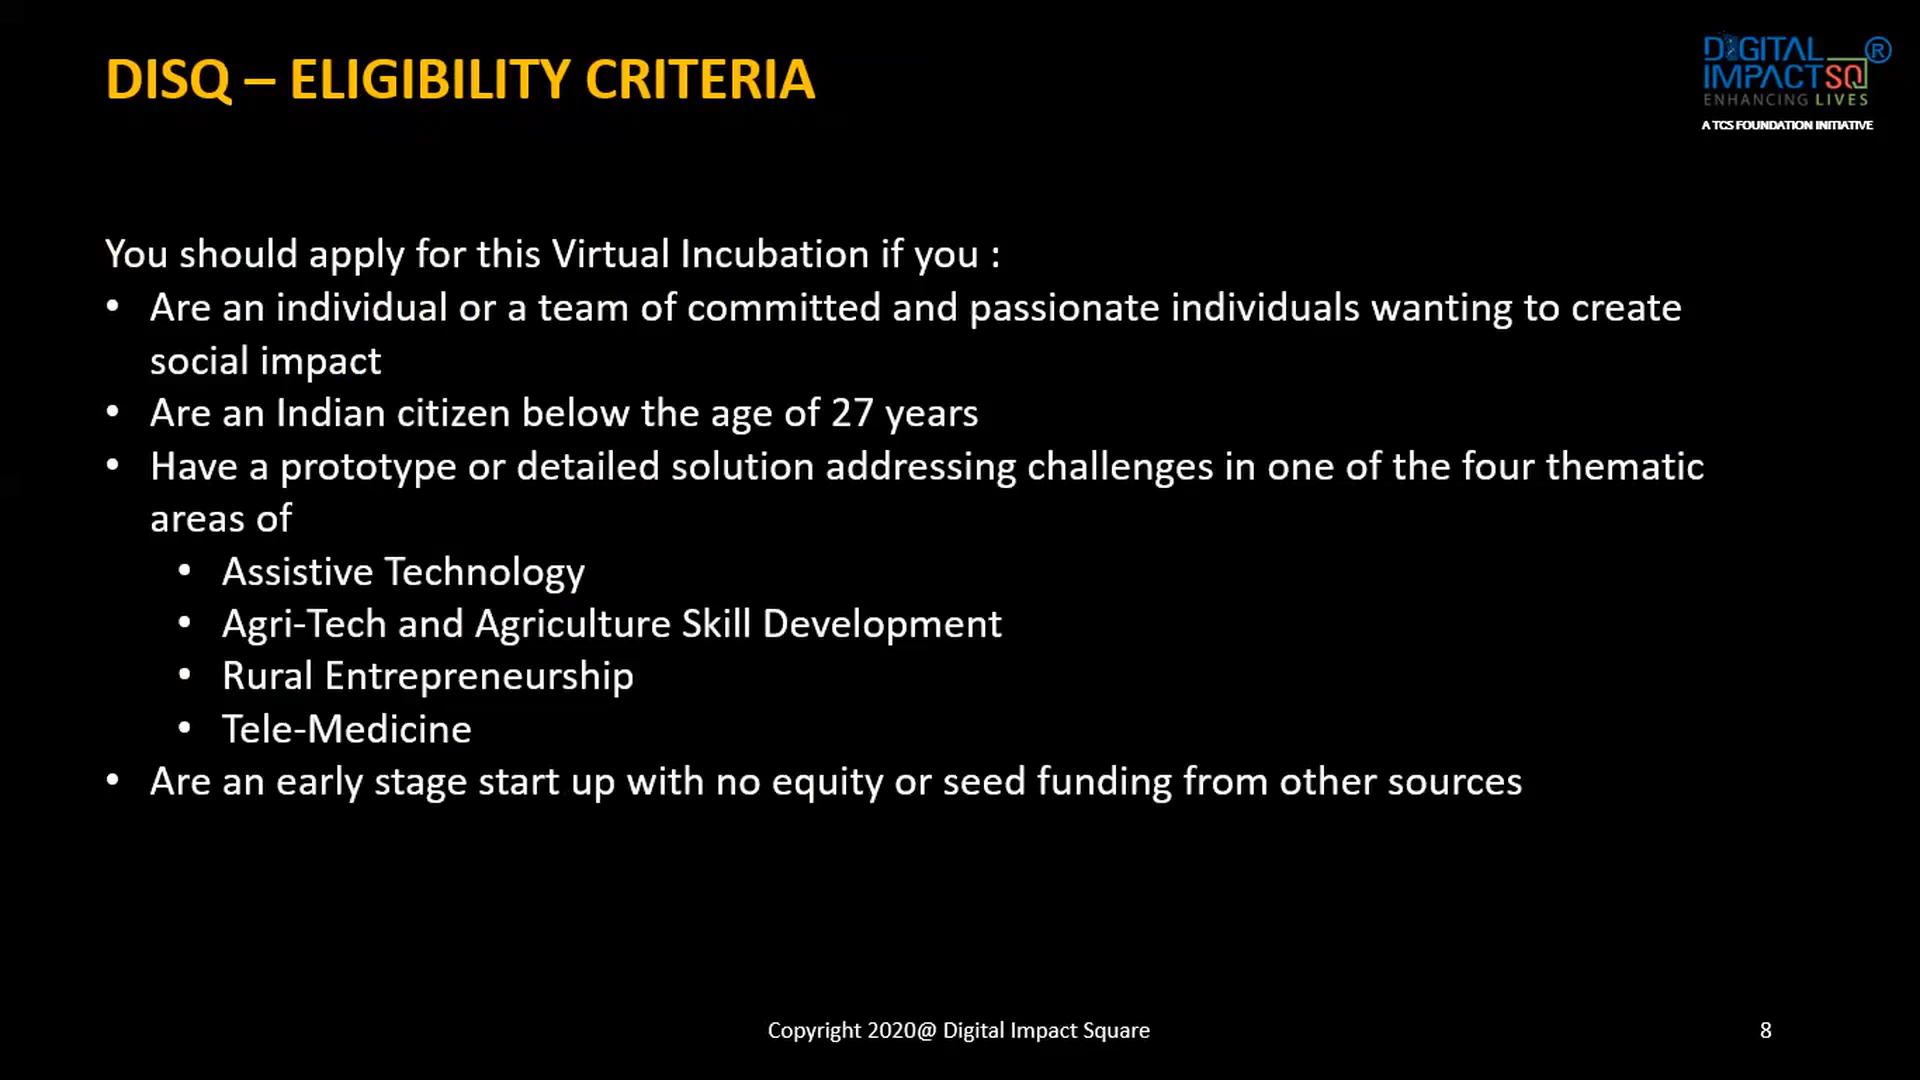 DISQ – ELIGIBILITY CRITERIA
DIGITAL
IMPACTSQ ®
ENHANCING LIVES
A TCS FOUNDATION INITIATIVE
You should apply for this Virtual Incubation if you :
• Are an individual or a team of committed and passionate individuals wanting to create
social impact
• Are an Indian citizen below the age of 27 years
• Have a prototype or detailed solution addressing challenges in one of the four thematic
areas of
• Assistive Technology
• Agri-Tech and Agriculture Skill Development
• Rural Entrepreneurship
• Tele-Medicine
• Are an early stage start up with no equity or seed funding from other sources
Copyright 2020@ Digital Impact Square
8